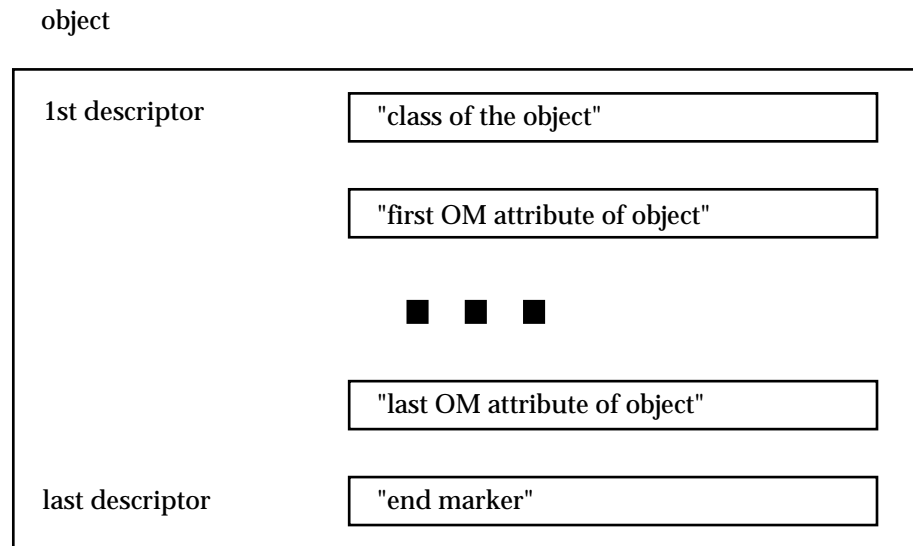 object
1st descriptor "class of the object"
"first OM attribute of object"
"last OM attribute of object"
last descriptor "end marker"